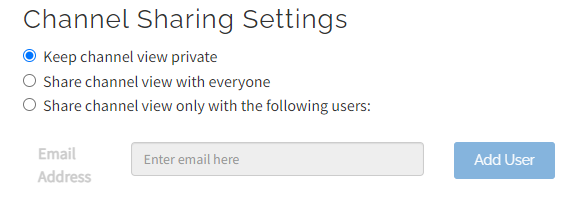 Channel Sharing Settings
Keep channel view private
Share channel view with everyone
Share channel view only with the following users:
Email
Address
Enter email here
Add User